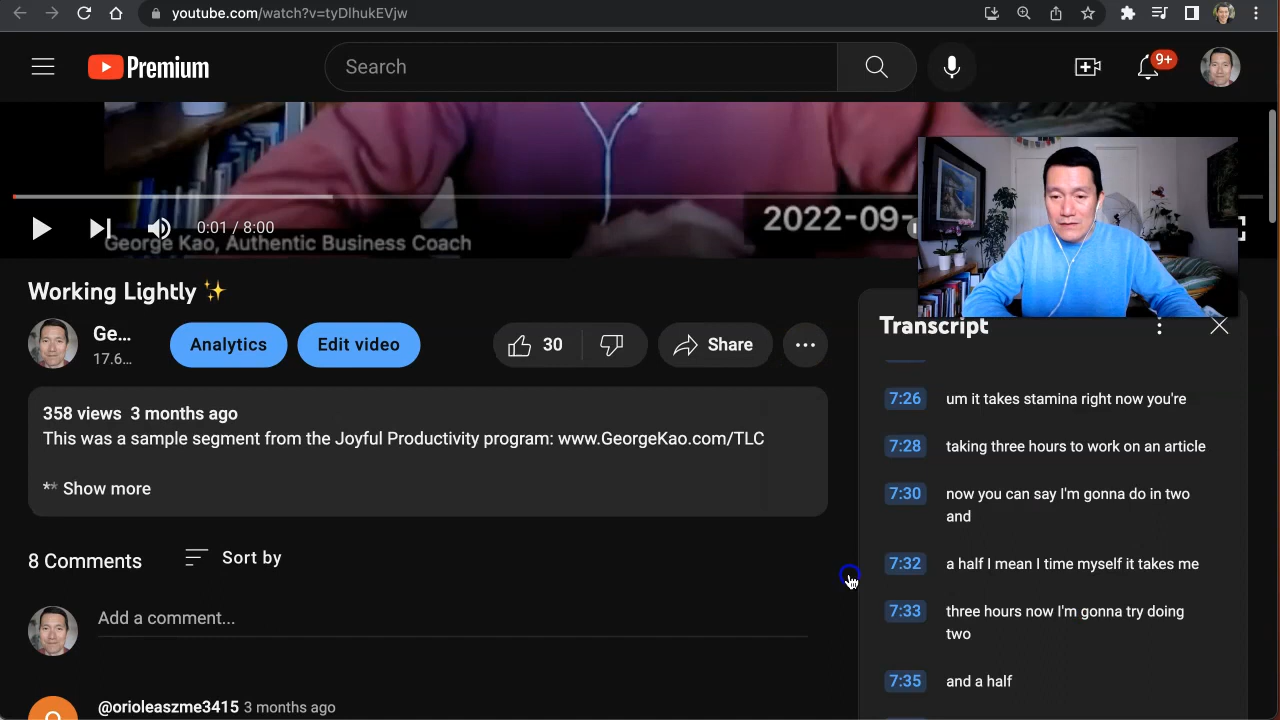 youtube.com/watch?v=tyDlhukEVjw
Premium
Search
9+
0:01 / 8:00
2022-09-
George Kao, Authentic Business Coach
Working Lightly ✨
Ge...
17.6...
Analytics
Edit video
30
Share
358 views 3 months ago
This was a sample segment from the Joyful Productivity program: www.GeorgeKao.com/TLC
** Show more
8 Comments
Sort by
Add a comment...
@orioleaszme3415 3 months ago
Transcript
7:26 um it takes stamina right now you're
7:28 taking three hours to work on an article
7:30 now you can say I'm gonna do in two
and
7:32 a half I mean I time myself it takes me
7:33 three hours now I'm gonna try doing
two
7:35 and a half